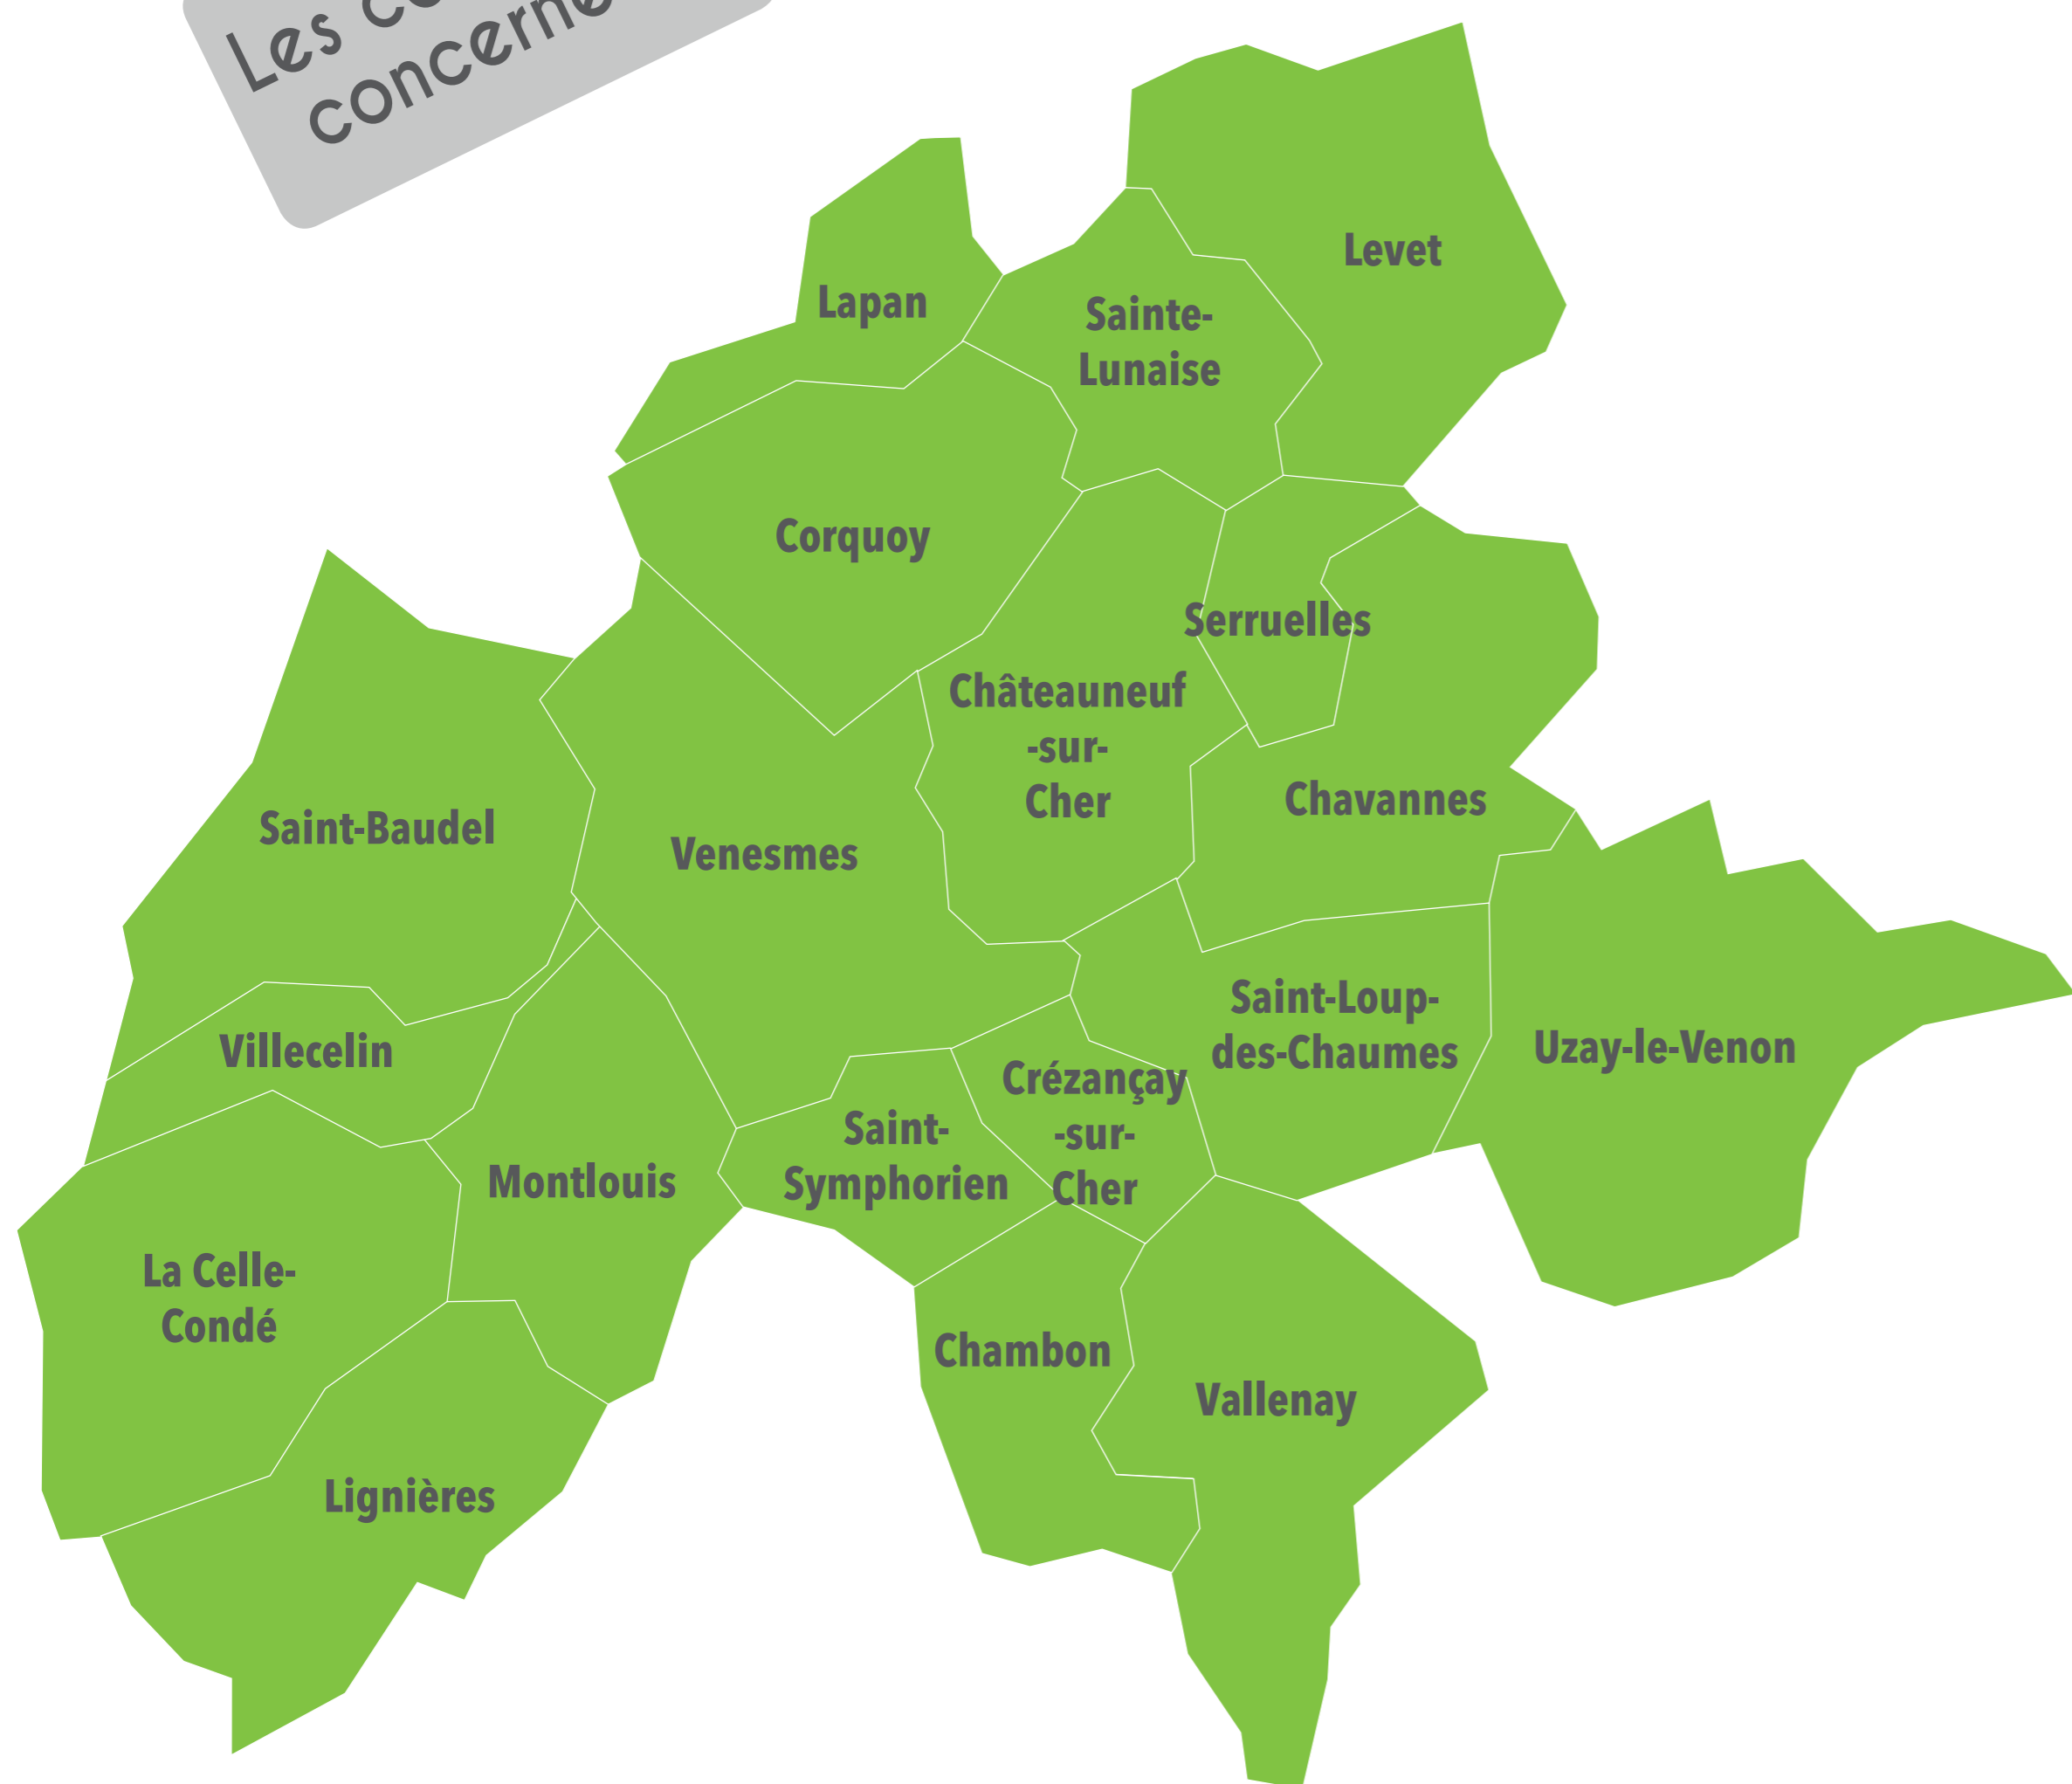 Les
Levet
Lapan
Sainte-
Lunaise
Corquoy
Serruelles
Châteauneuf
-sur-
Cher
Chavannes
Saint-Baudel
Venesmes
Saint-Loup-
des-Chaumes
Uzay-le-Venon
Villecelin
Crézançay
-sur-
Cher
Saint-
Symphorien
Montlouis
La Celle-
Condé
Chambon
Vallenay
Lignières